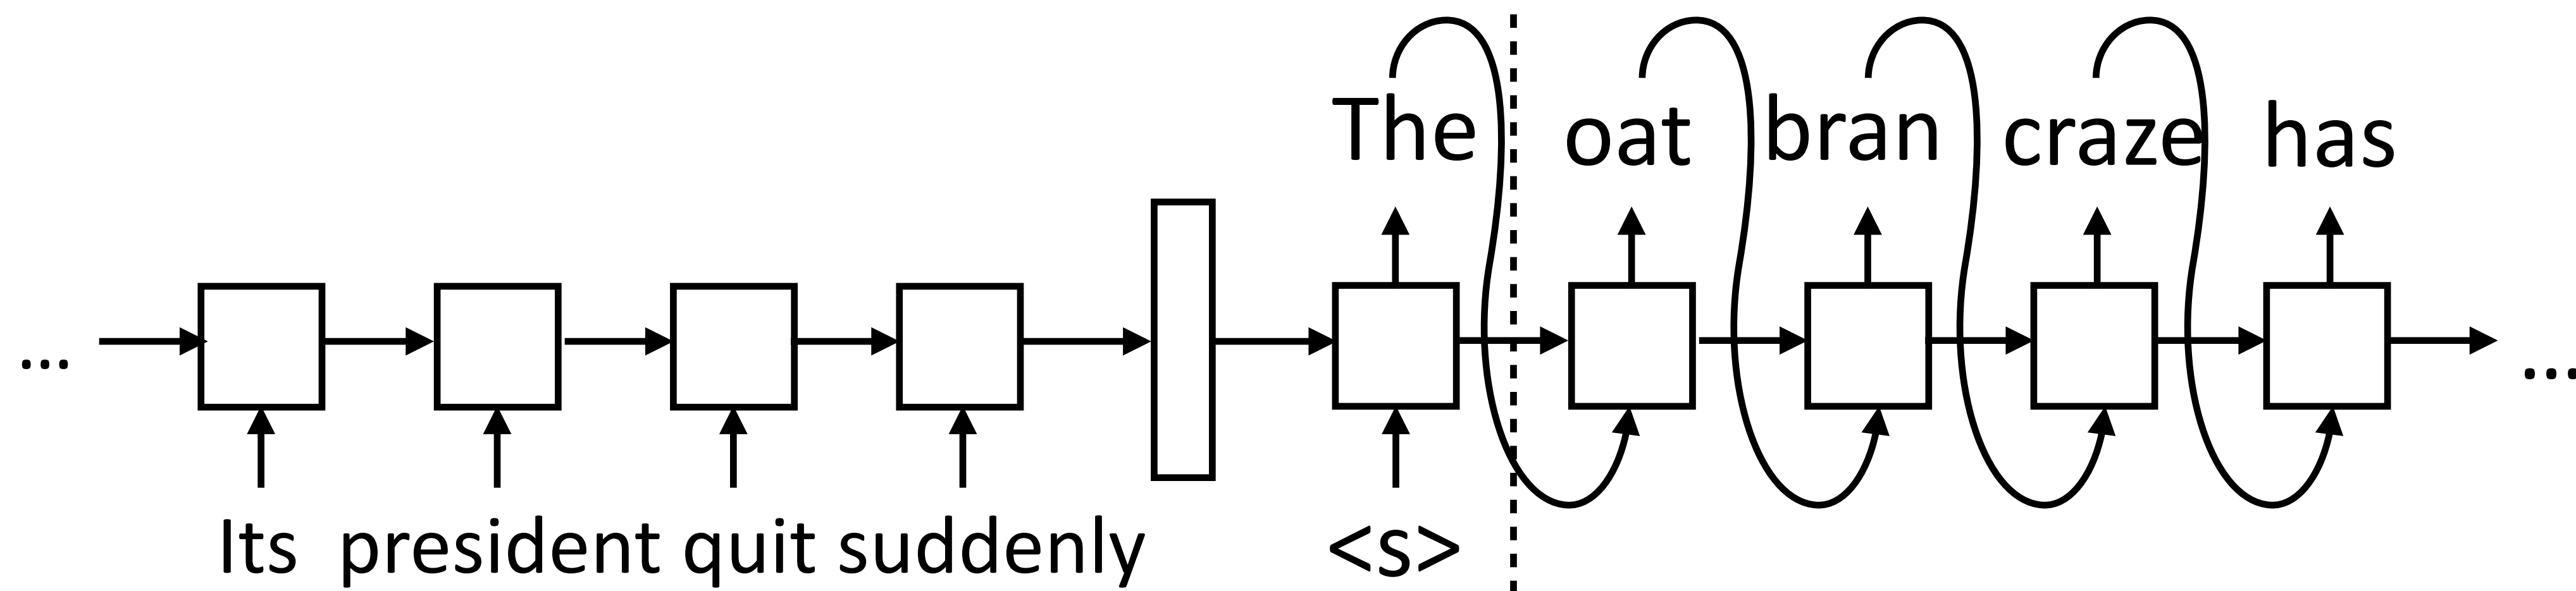 The oat bran craze has
... ...
Its president quit suddenly <s>